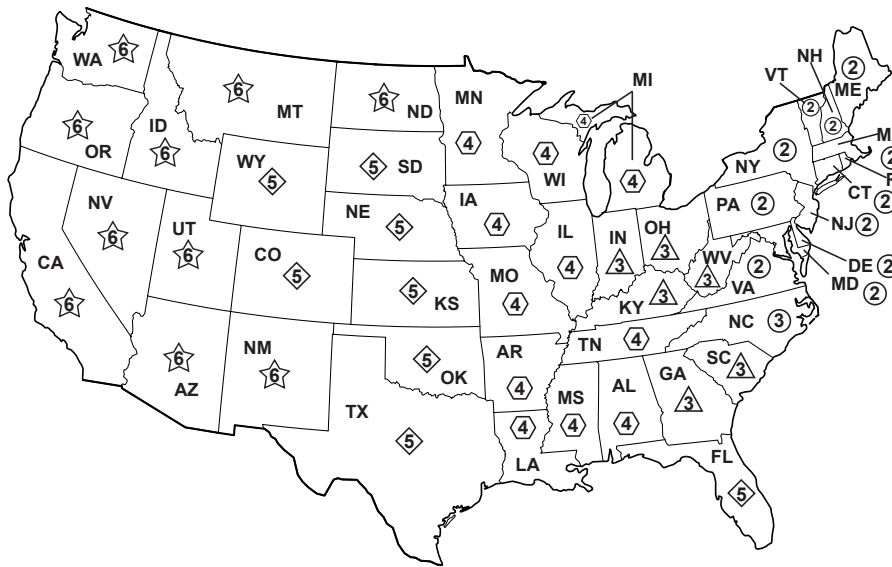 WA 6
OR 6
ID 6
MT 6
ND 6
MN 4
MI 4
4
VT 2
NH 2
ME 2
WY 5
SD 5
WI 4
NY 2
M
2
CT 2
NV 6
UT 6
NE 5
IA 4
PA 2
NJ 2
CA 6
CO 5
KS 5
MO 4
IL 4
IN 3
OH 3
WV 3
VA 2
DE 2
MD 2
KY 3
NC 3
TN 4
AZ 6
NM 6
OK 5
AR 4
SC 3
TX 5
MS 4
AL 4
GA 3
LA 4
FL 5